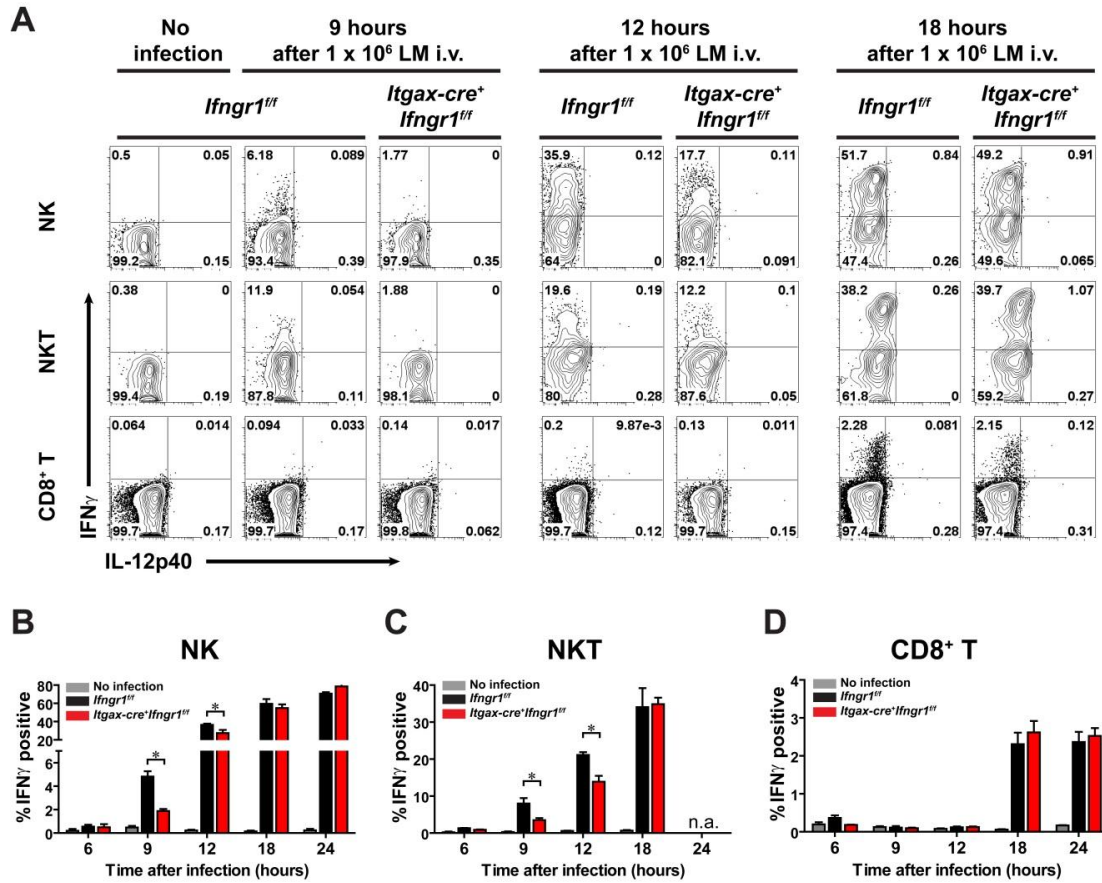 A
No infection
9 hours after 1 x 10⁶ LM i.v.
12 hours after 1 x 10⁶ LM i.v.
18 hours after 1 x 10⁶ LM i.v.
Ifngr1f/f
Itgax-cre⁺ Ifngr1f/f
Ifngr1f/f
Itgax-cre⁺ Ifngr1f/f
Ifngr1f/f
Itgax-cre⁺ Ifngr1f/f
NK
0.5 0.05 6.18 0.089 1.77 0 35.9 0.12 17.7 0.11 51.7 0.84 49.2 0.91
99.2 0.15 93.4 0.39 97.9 0.35 64 0 82.1 0.091 47.4 0.26 49.6 0.065
NKT
0.38 0 11.9 0.054 1.88 0 19.6 0.19 12.2 0.1 38.2 0.26 39.7 1.07
99.4 0.19 87.8 0.11 98.1 0 80 0.28 87.6 0.05 61.8 0 59.2 0.27
CD8⁺ T
0.064 0.014 0.094 0.033 0.14 0.017 0.2 9.87e-3 0.13 0.011 2.28 0.081 2.15 0.12
99.7 0.17 99.7 0.17 99.8 0.062 99.7 0.12 99.7 0.15 97.4 0.28 97.4 0.31
IFNγ
IL-12p40
B
NK
No infection
Ifngr1f/f
Itgax-cre⁺Ifngr1f/f
%IFNγ positive
80
60
40
20
6
4
2
0
* *
6 9 12 18 24
Time after infection (hours)
C
NKT
No infection
Ifngr1f/f
Itgax-cre⁺Ifngr1f/f
%IFNγ positive
40
30
20
10
0
* *
n.a.
6 9 12 18 24
Time after infection (hours)
D
CD8⁺ T
No infection
Ifngr1f/f
Itgax-cre⁺Ifngr1f/f
%IFNγ positive
4
3
2
1
0
6 9 12 18 24
Time after infection (hours)